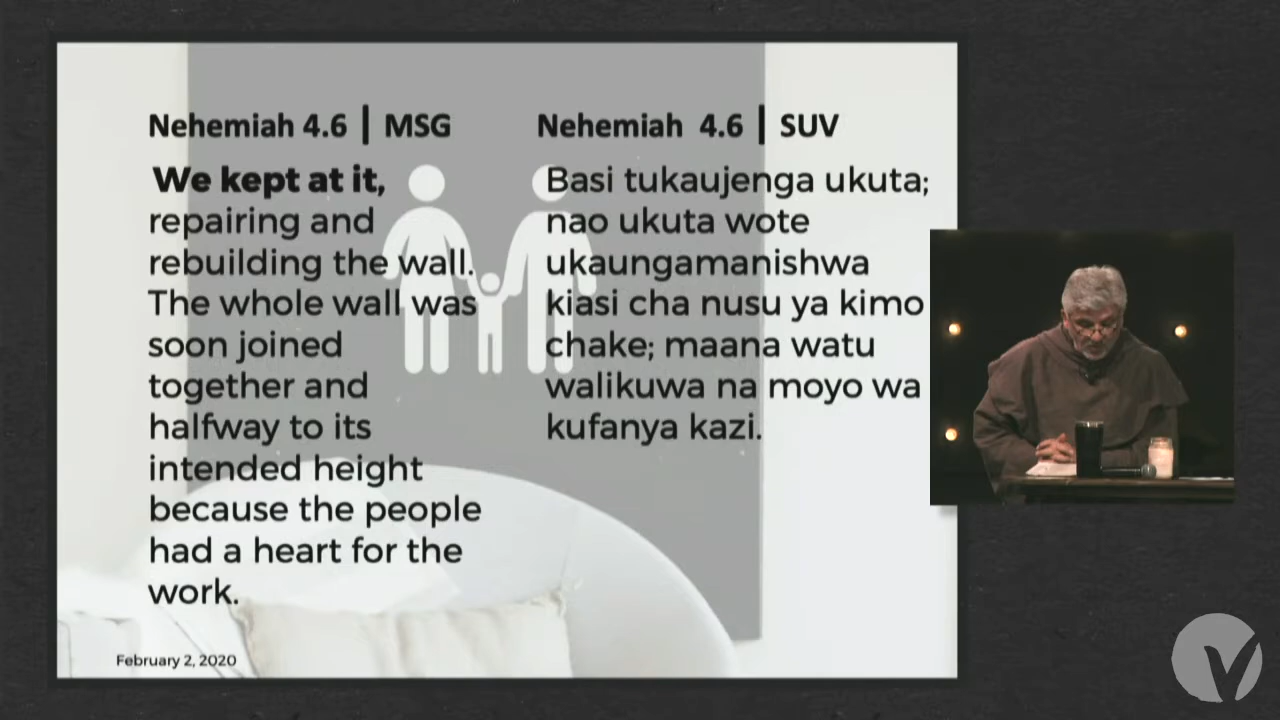 Nehemiah 4.6 | MSG
We kept at it,
repairing and
rebuilding the wall.
The whole wall was
soon joined
together and
halfway to its
intended height
because the people
had a heart for the
work.
Nehemiah 4.6 | SUV
Basi tukaujenga ukuta;
nao ukuta wote
ukaungamanishwa
kiasi cha nusu ya kimo
chake; maana watu
walikuwa na moyo wa
kufanya kazi.
February 2, 2020